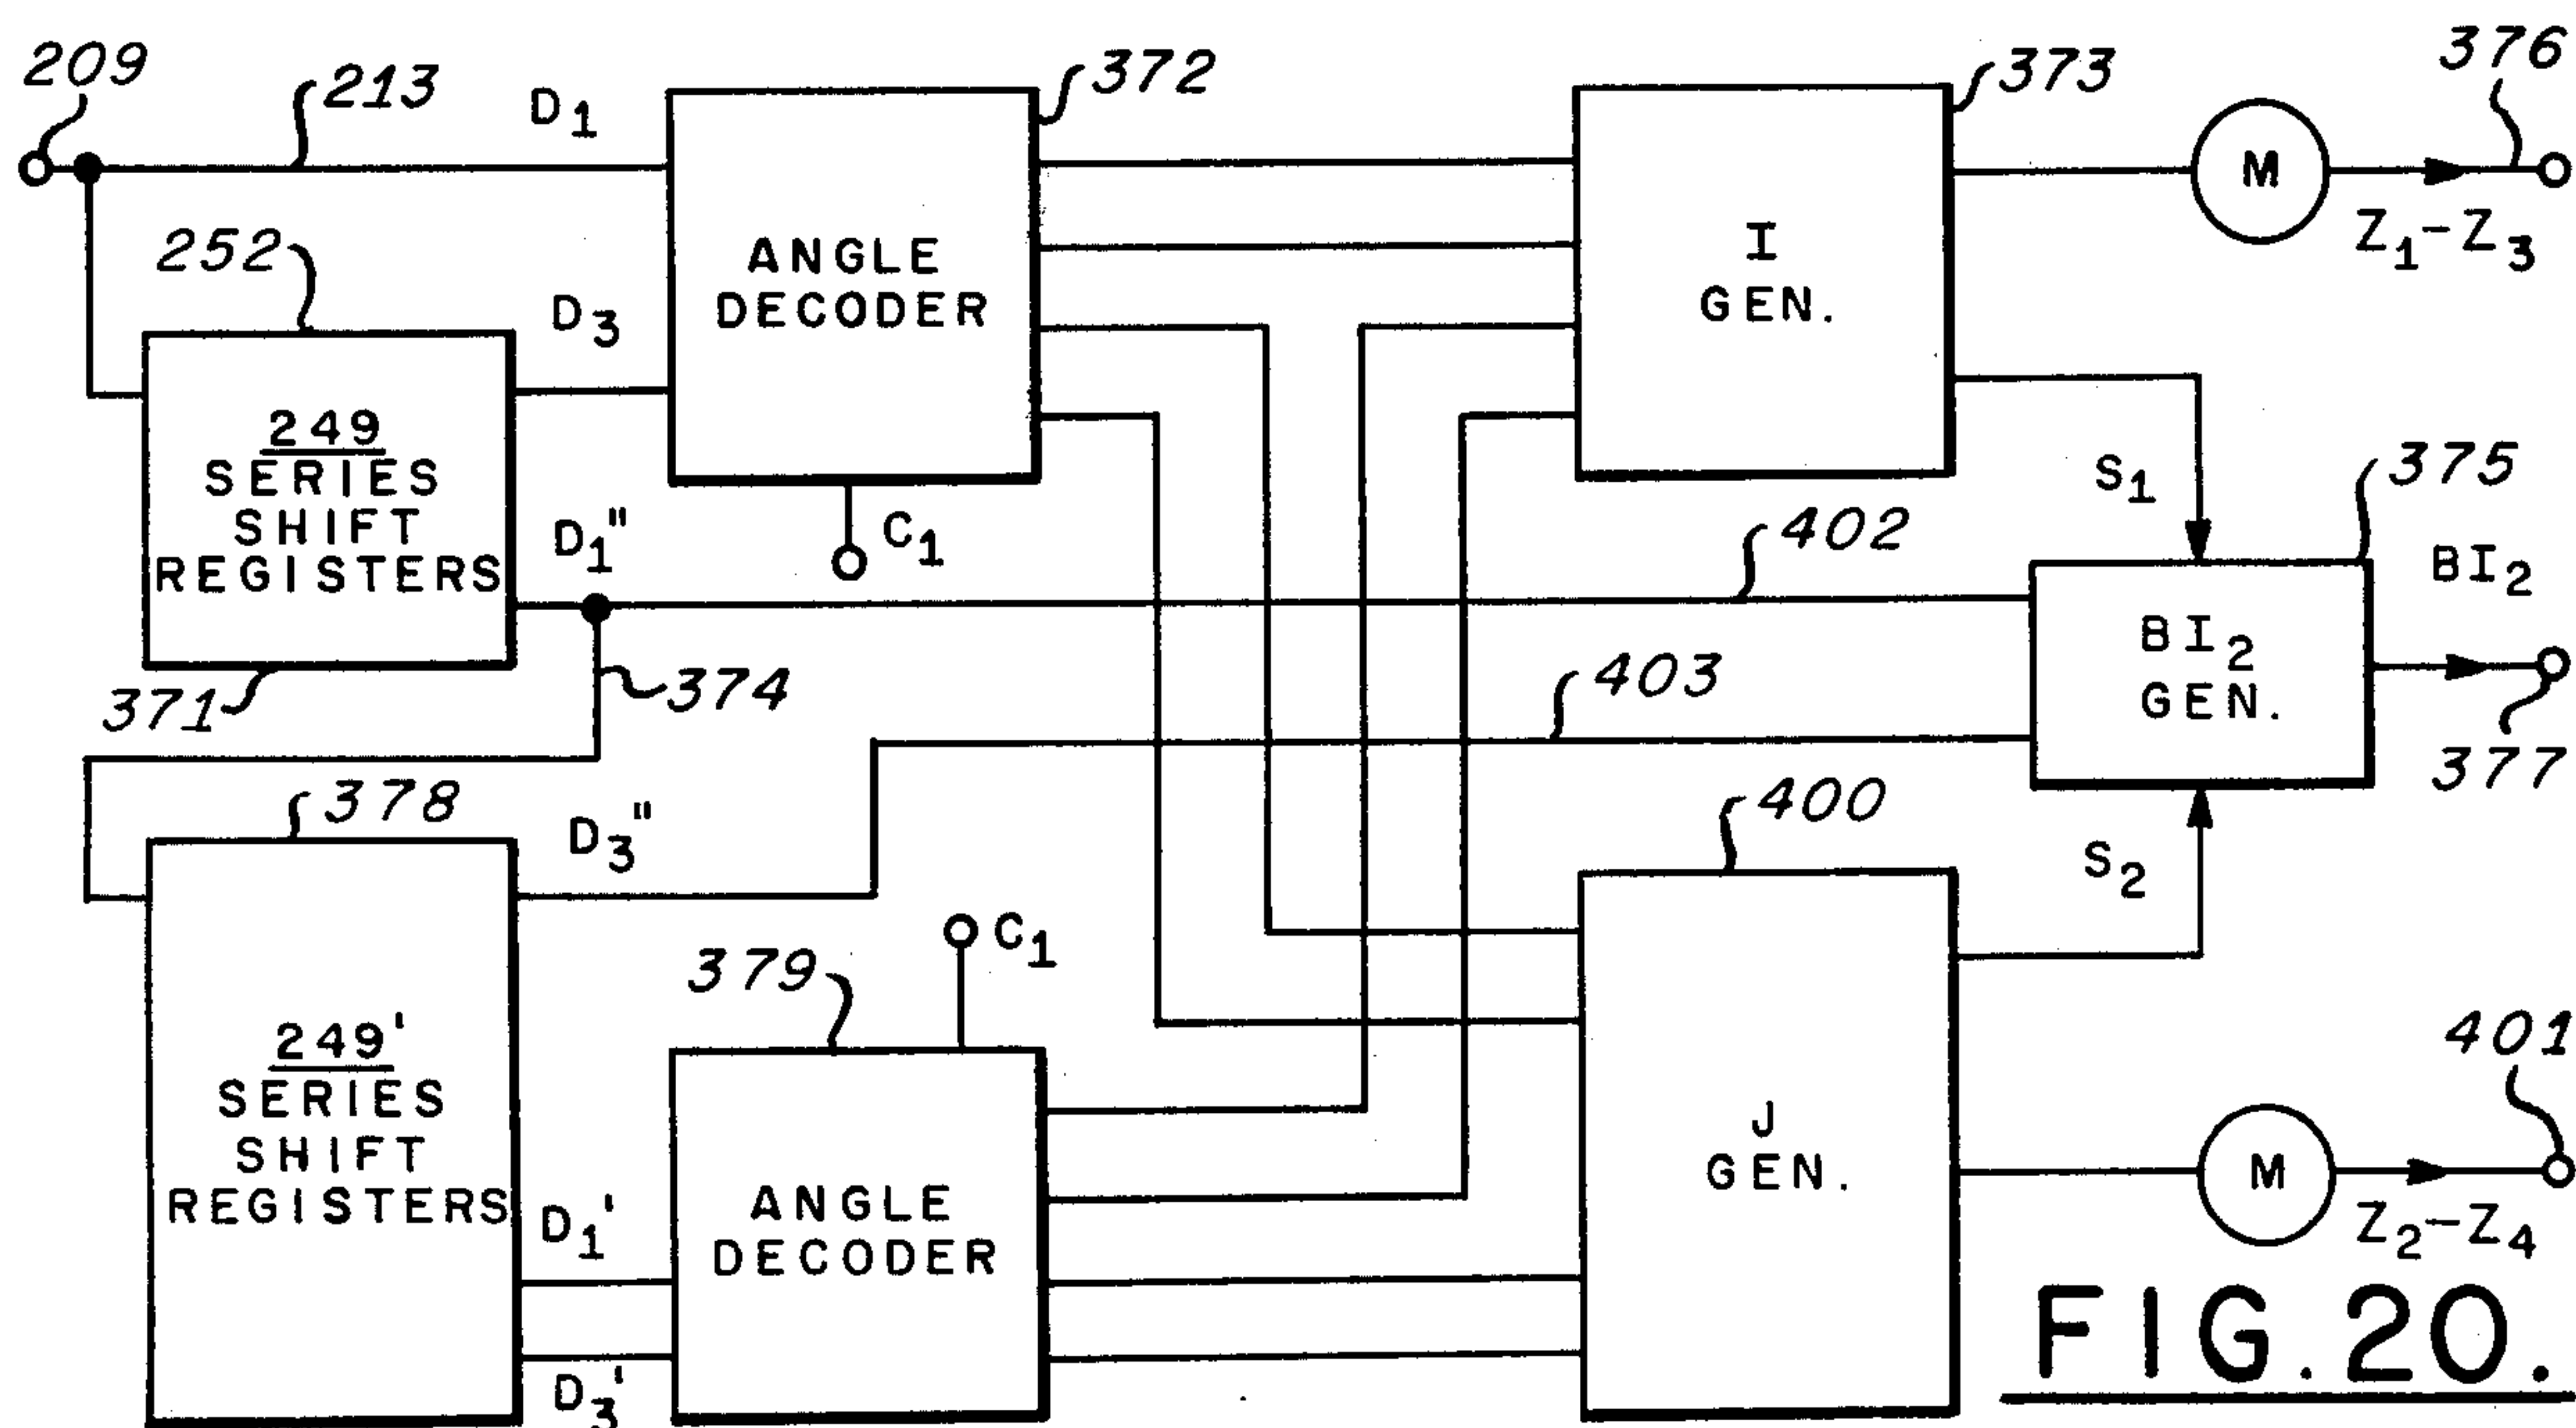 209
213
D1
372
373
376
M
Z1-Z3
252
D3
ANGLE
DECODER
I
GEN.
249
SERIES
SHIFT
REGISTERS
D1"
C1
S1
375
402
BI2
371
374
403
BI2
GEN.
377
378
D3"
400
S2
379
C1
249'
SERIES
SHIFT
REGISTERS
D1'
D3'
ANGLE
DECODER
J
GEN.
401
M
Z2-Z4
FIG.20.